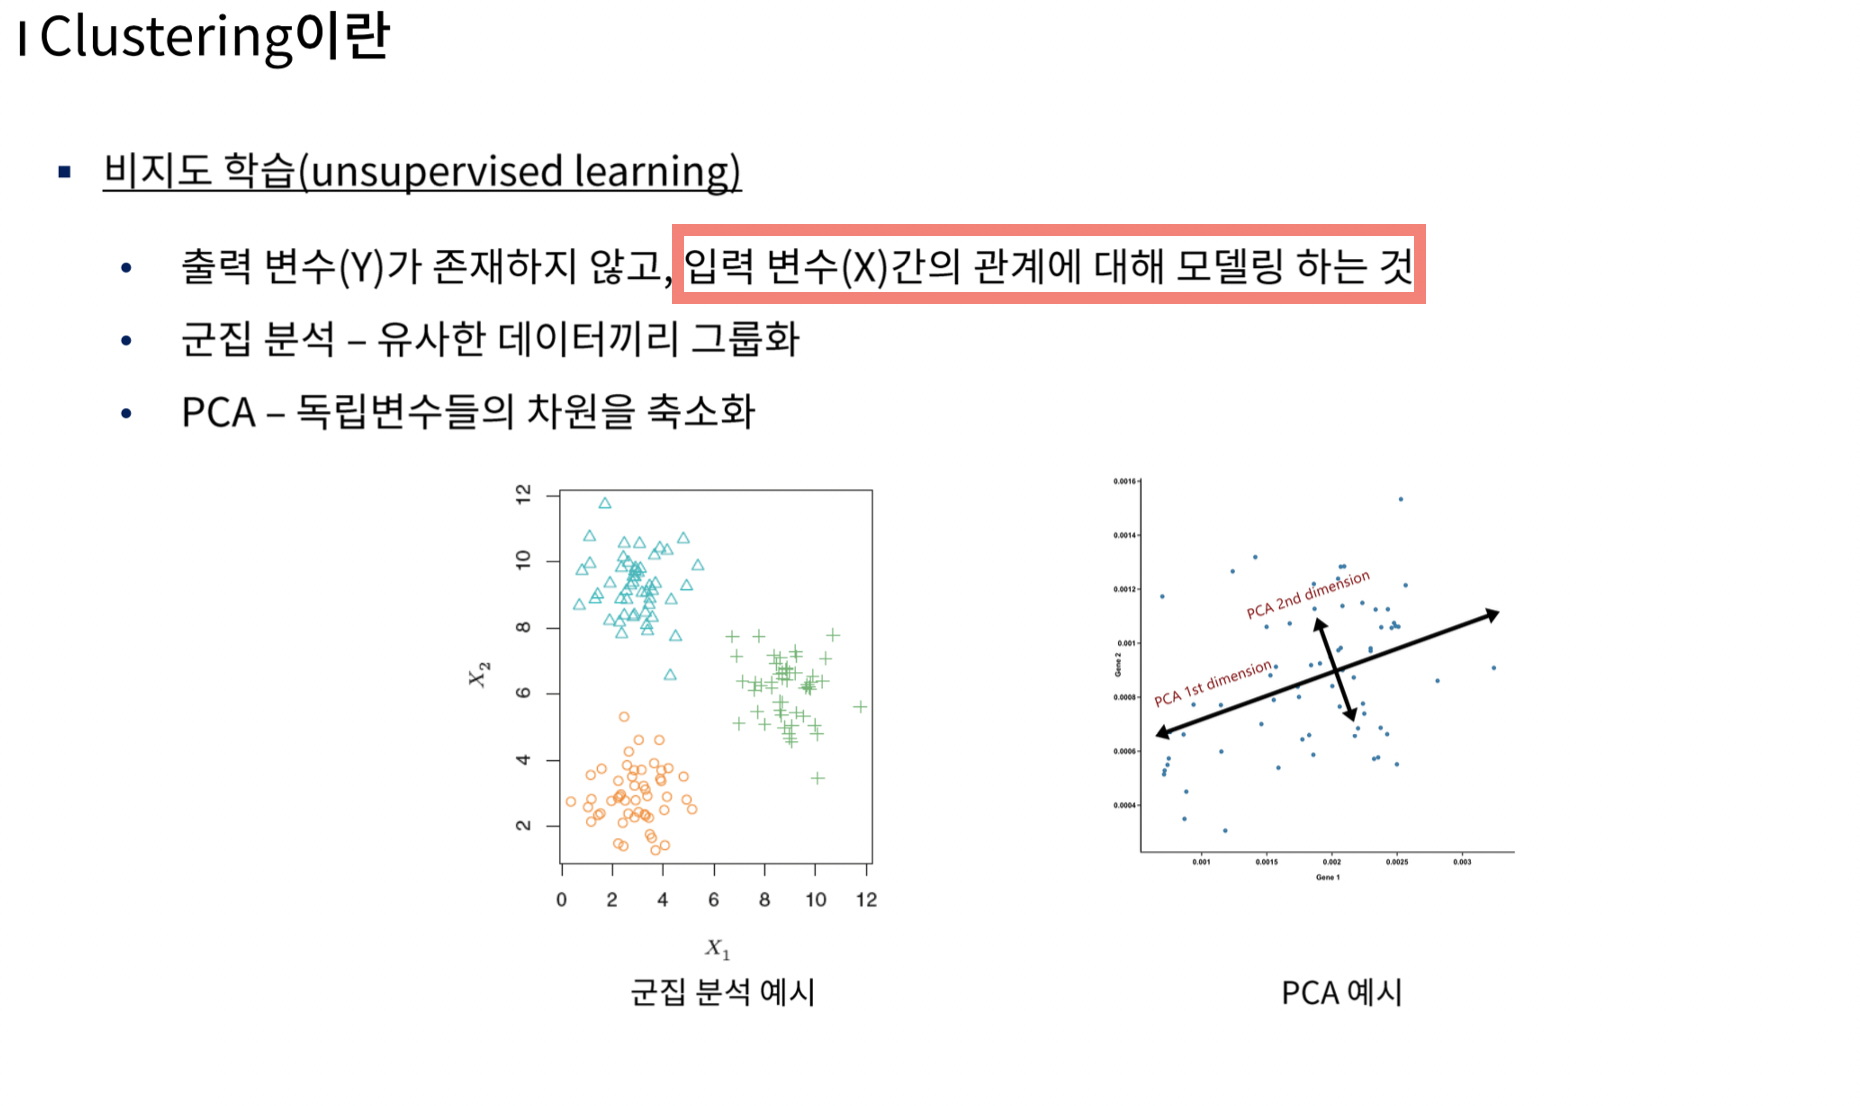 I Clustering이란
▪ 비지도 학습(unsupervised learning)
• 출력 변수(Y)가 존재하지 않고, 입력 변수(X)간의 관계에 대해 모델링 하는 것
• 군집 분석 – 유사한 데이터끼리 그룹화
• PCA – 독립변수들의 차원을 축소화
12
10
8
6
4
2
X2
0 2 4 6 8 10 12
X1
군집 분석 예시
0.0016
0.0014
0.0012
0.001
0.0008
0.0006
0.0004
Gene 2
PCA 2nd dimension
PCA 1st dimension
0.001 0.0015 0.002 0.0025 0.003
Gene 1
PCA 예시